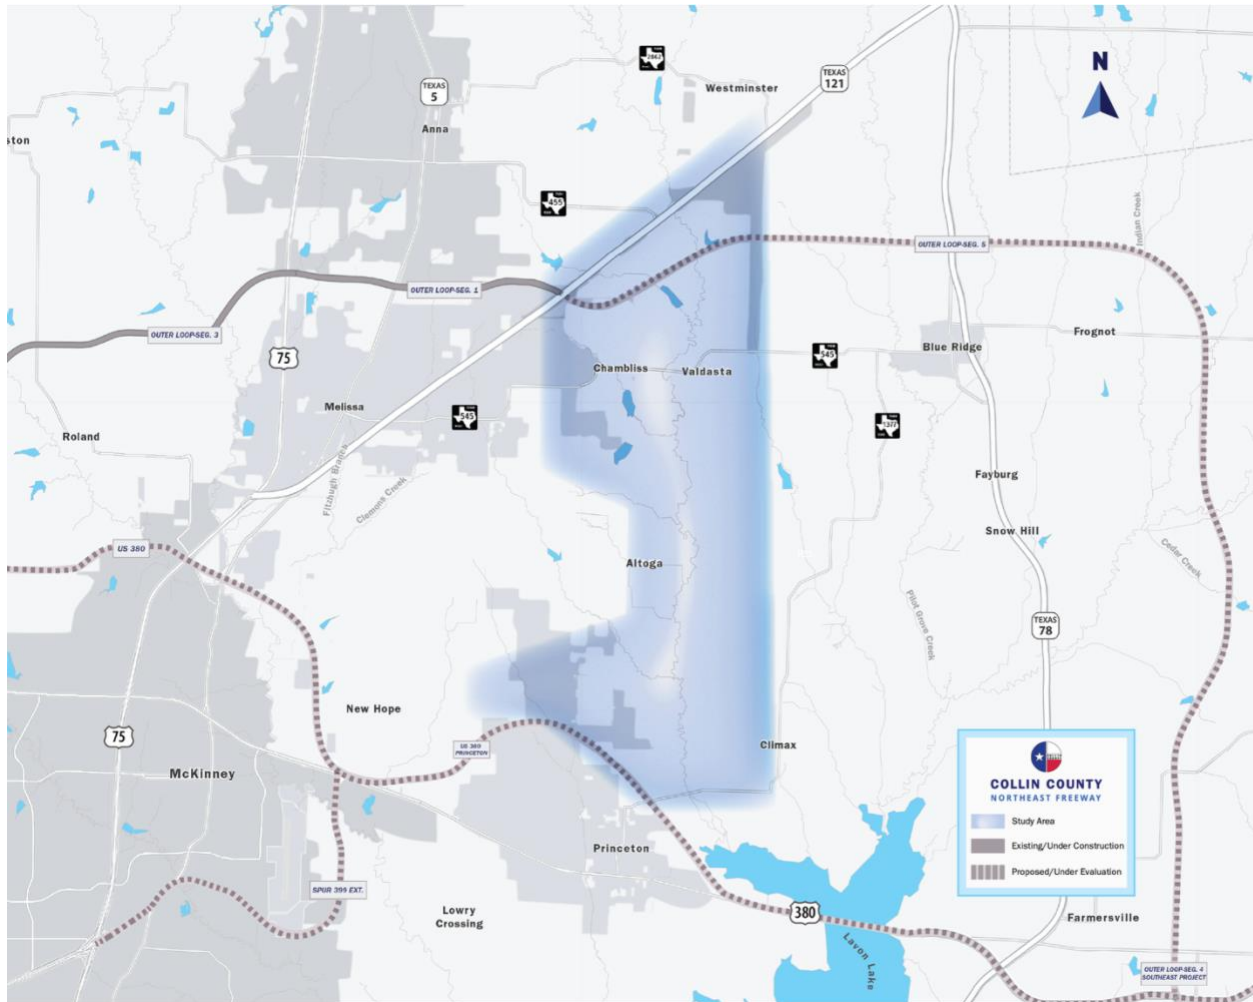 N
2862
Westminster
TEXAS
121
TEXAS
5
Anna
ston
455
Indian Creek
OUTER LOOP-SEG. 5
OUTER LOOP-SEG. 1
OUTER LOOP-SEG. 3
75
Frognot
Blue Ridge
545
Chambliss
Valdasta
Melissa
545
1377
Roland
Fitzhugh Branch
Clemons Creek
Fayburg
Snow Hill
US 380
Altoga
Cedar Creek
Pilot Grove Creek
TEXAS
78
New Hope
75
US 380
PRINCETON
Climax
McKinney
COLLIN COUNTY
NORTHEAST FREEWAY
Study Area
Existing/Under Construction
Proposed/Under Evaluation
Princeton
SPUR 399 EXT.
Lowry
Crossing
380
Farmersville
Lavon Lake
OUTER LOOP-SEG. 4
SOUTHEAST PROJECT